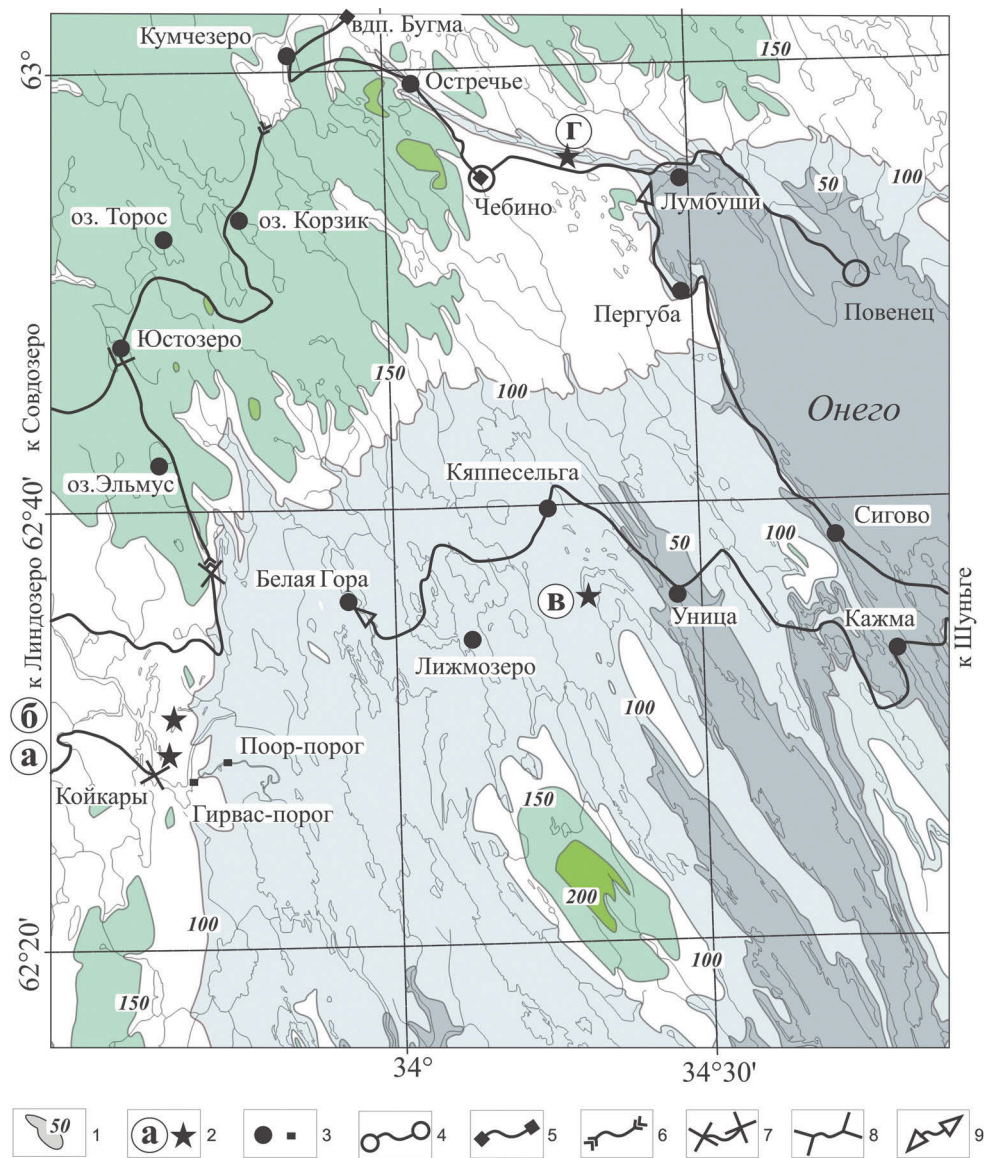 вдп. Бугма
Кумчезеро
150
63°
Остречье
г
100
50
Чебино
Лумбуши
оз. Торос
оз. Корзик
Пергуба
Повенец
Юстозеро
150
100
Онего
к Совдозеро
Кяппесельга
оз.Эльмус
62°40'
Сигово
50
100
Белая Гора
в
Уница
Кажма
к Линдозеро
к Шуньге
Лижмозеро
б
100
а
Поор-порог
Койкары
Гирвас-порог
150
200
100
62°20'
100
150
34°
34°30'
50 1 а 2 3 4 5 6 7 8 9